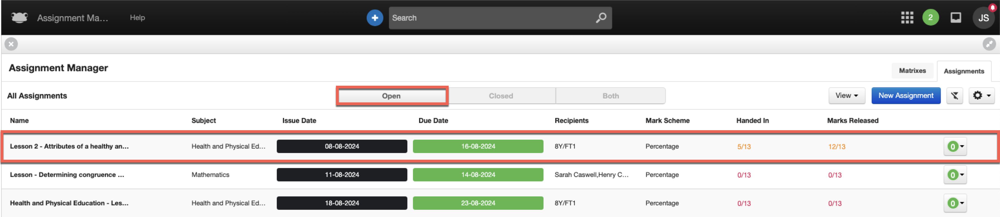 Assignment Ma... Help Search 2 JS
Assignment Manager Matrixes Assignments
All Assignments Open Closed Both View New Assignment
Name Subject Issue Date Due Date Recipients Mark Scheme Handed In Marks Released
Lesson 2 - Attributes of a healthy an... Health and Physical Ed... 08-08-2024 16-08-2024 8Y/FT1 Percentage 5/13 12/13 0
Lesson - Determining congruence ... Mathematics 11-08-2024 14-08-2024 Sarah Caswell,Henry C... Percentage 0/13 0/13 0
Health and Physical Education - Les... Health and Physical Ed... 18-08-2024 23-08-2024 8Y/FT1 Percentage 0/13 0/13 0